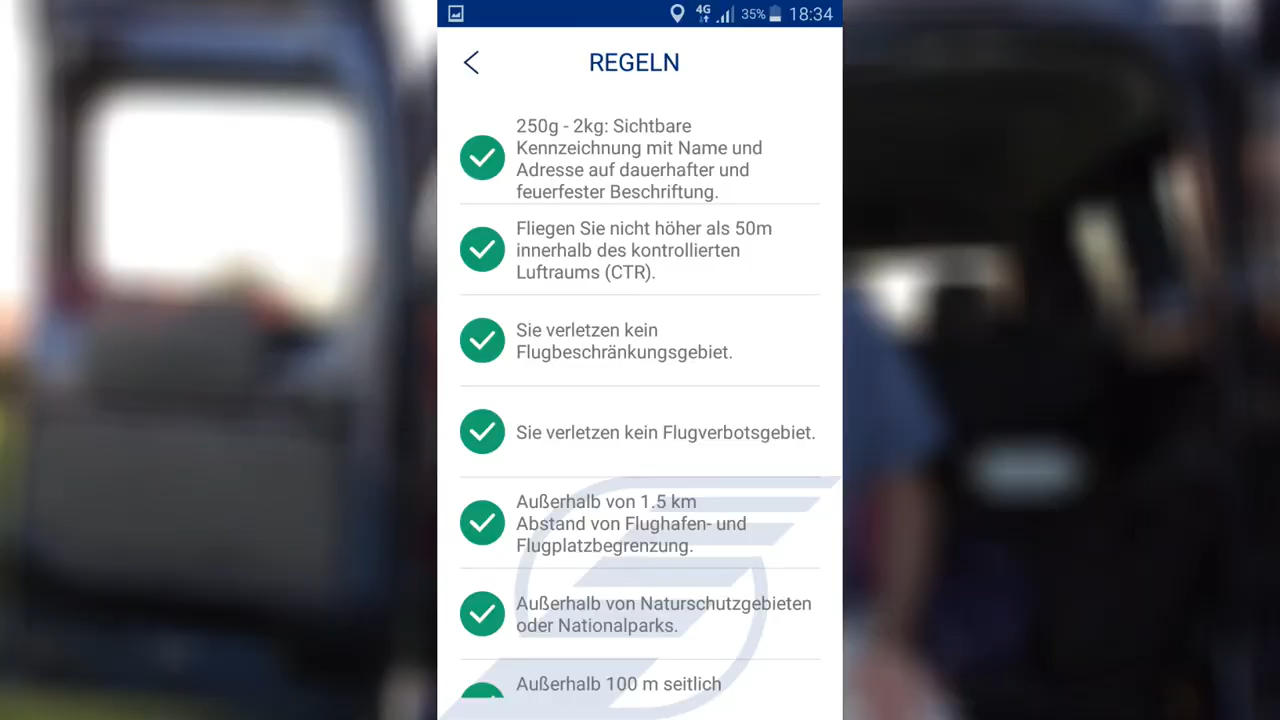 4G 35% 18:34
REGELN
250g - 2kg: Sichtbare
Kennzeichnung mit Name und
Adresse auf dauerhafter und
feuerfester Beschriftung.
Fliegen Sie nicht höher als 50m
innerhalb des kontrollierten
Luftraums (CTR).
Sie verletzen kein
Flugbeschränkungsgebiet.
Sie verletzen kein Flugverbotsgebiet.
Außerhalb von 1.5 km
Abstand von Flughafen- und
Flugplatzbegrenzung.
Außerhalb von Naturschutzgebieten
oder Nationalparks.
Außerhalb 100 m seitlich